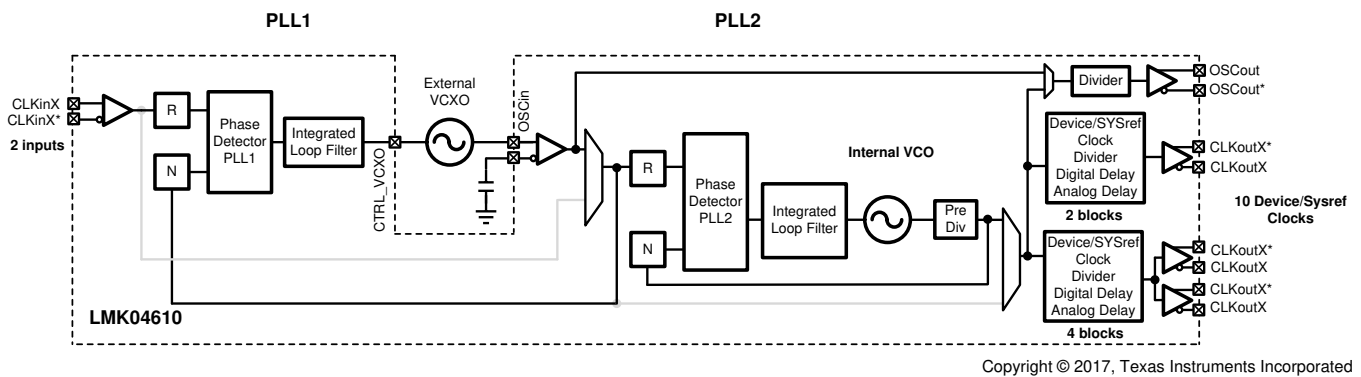 PLL1
PLL2
CLKinX
CLKinX*
2 inputs
R
N
Phase
Detector
PLL1
Integrated
Loop Filter
CTRL_VCXO
External
VCXO
OSCin
R
N
Phase
Detector
PLL2
Integrated
Loop Filter
Internal VCO
Pre
Div
Divider
OSCout
OSCout*
Device/SYSref
Clock
Divider
Digital Delay
Analog Delay
2 blocks
CLKoutX*
CLKoutX
10 Device/Sysref
Clocks
Device/SYSref
Clock
Divider
Digital Delay
Analog Delay
4 blocks
CLKoutX*
CLKoutX
CLKoutX*
CLKoutX
LMK04610
Copyright © 2017, Texas Instruments Incorporated